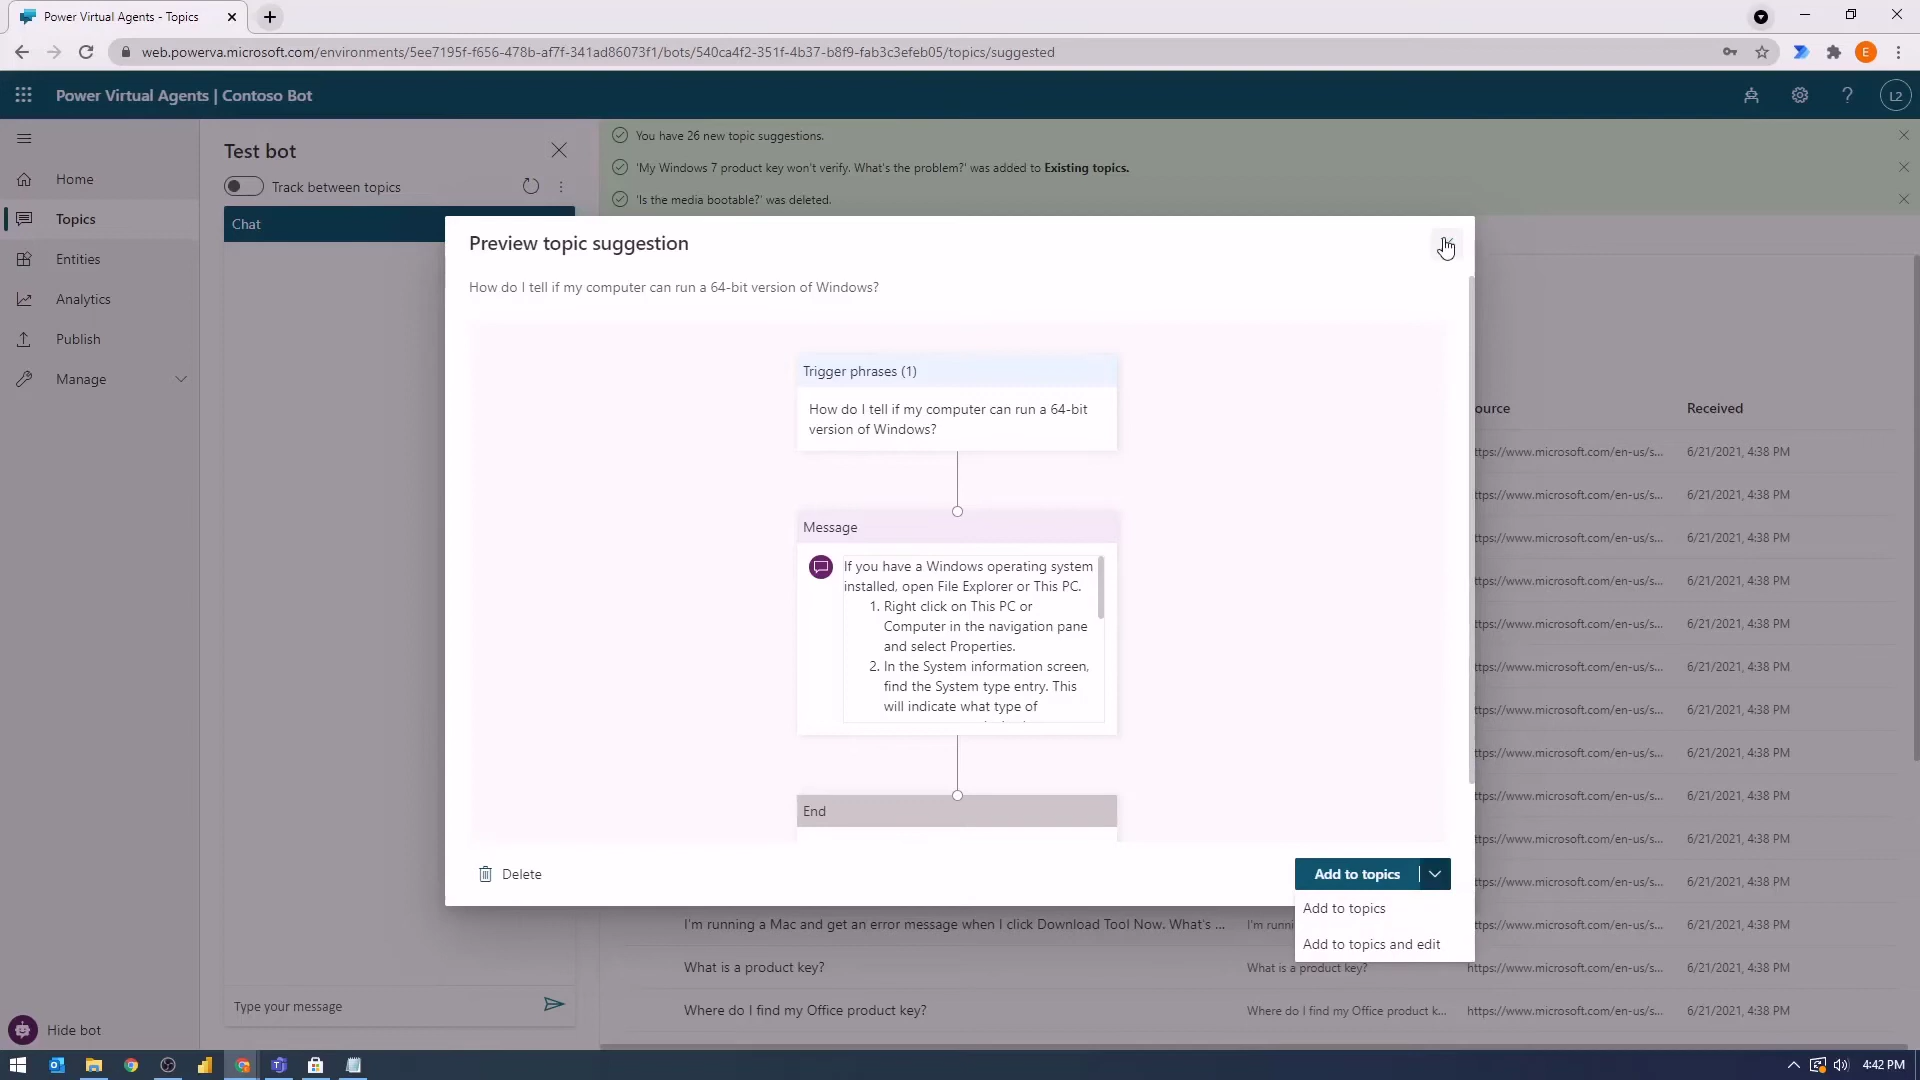 Power Virtual Agents - Topics
web.powerva.microsoft.com/environments/5ee7195f-f656-478b-af7f-341ad86073f1/bots/540ca4f2-351f-4b37-b8f9-fab3c3efeb05/topics/suggested
E
Power Virtual Agents | Contoso Bot
L2
Home
Topics
Entities
Analytics
Publish
Manage
Hide bot
Test bot
Track between topics
Chat
Type your message
You have 26 new topic suggestions.
'My Windows 7 product key won't verify. What's the problem?' was added to Existing topics.
'Is the media bootable?' was deleted.
Preview topic suggestion
How do I tell if my computer can run a 64-bit version of Windows?
Trigger phrases (1)
How do I tell if my computer can run a 64-bit
version of Windows?
Message
If you have a Windows operating system
installed, open File Explorer or This PC.
1. Right click on This PC or
Computer in the navigation pane
and select Properties.
2. In the System information screen,
find the System type entry. This
will indicate what type of
End
Delete
Add to topics
Add to topics
Add to topics and edit
ource Received
ttps://www.microsoft.com/en-us/s... 6/21/2021, 4:38 PM
ttps://www.microsoft.com/en-us/s... 6/21/2021, 4:38 PM
ttps://www.microsoft.com/en-us/s... 6/21/2021, 4:38 PM
ttps://www.microsoft.com/en-us/s... 6/21/2021, 4:38 PM
ttps://www.microsoft.com/en-us/s... 6/21/2021, 4:38 PM
ttps://www.microsoft.com/en-us/s... 6/21/2021, 4:38 PM
ttps://www.microsoft.com/en-us/s... 6/21/2021, 4:38 PM
ttps://www.microsoft.com/en-us/s... 6/21/2021, 4:38 PM
ttps://www.microsoft.com/en-us/s... 6/21/2021, 4:38 PM
ttps://www.microsoft.com/en-us/s... 6/21/2021, 4:38 PM
ttps://www.microsoft.com/en-us/s... 6/21/2021, 4:38 PM
I'm running a Mac and get an error message when I click Download Tool Now. What's ... I'm runni ttps://www.microsoft.com/en-us/s... 6/21/2021, 4:38 PM
What is a product key? What is a product key? https://www.microsoft.com/en-us/s... 6/21/2021, 4:38 PM
Where do I find my Office product key? Where do I find my Office product k... https://www.microsoft.com/en-us/s... 6/21/2021, 4:38 PM
4:42 PM